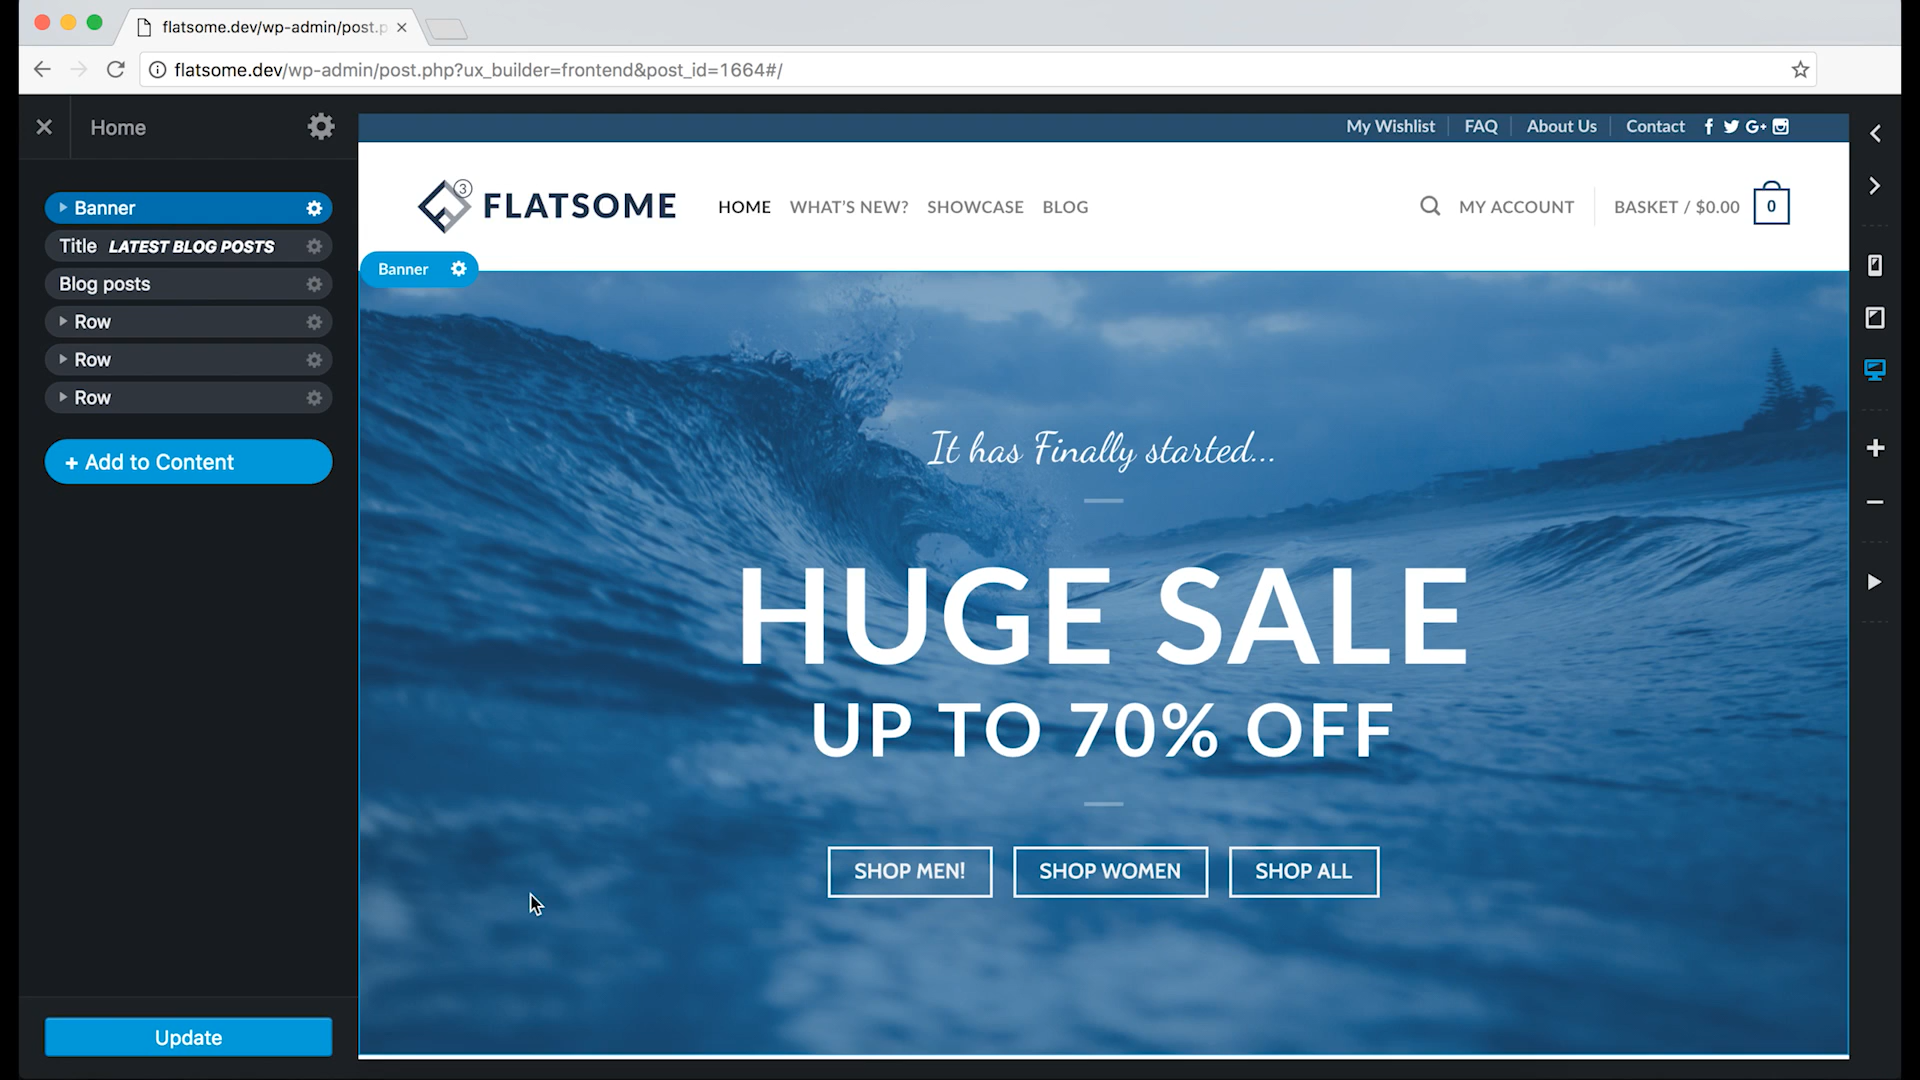 flatsome.dev/wp-admin/post.p
flatsome.dev/wp-admin/post.php?ux_builder=frontend&post_id=1664#/
Home
Banner
Title LATEST BLOG POSTS
Blog posts
Row
Row
Row
+ Add to Content
Update
My Wishlist FAQ About Us Contact
3
FLATSOME
HOME WHAT'S NEW? SHOWCASE BLOG
MY ACCOUNT BASKET / $0.00 0
Banner
It has Finally started...
HUGE SALE
UP TO 70% OFF
SHOP MEN! SHOP WOMEN SHOP ALL